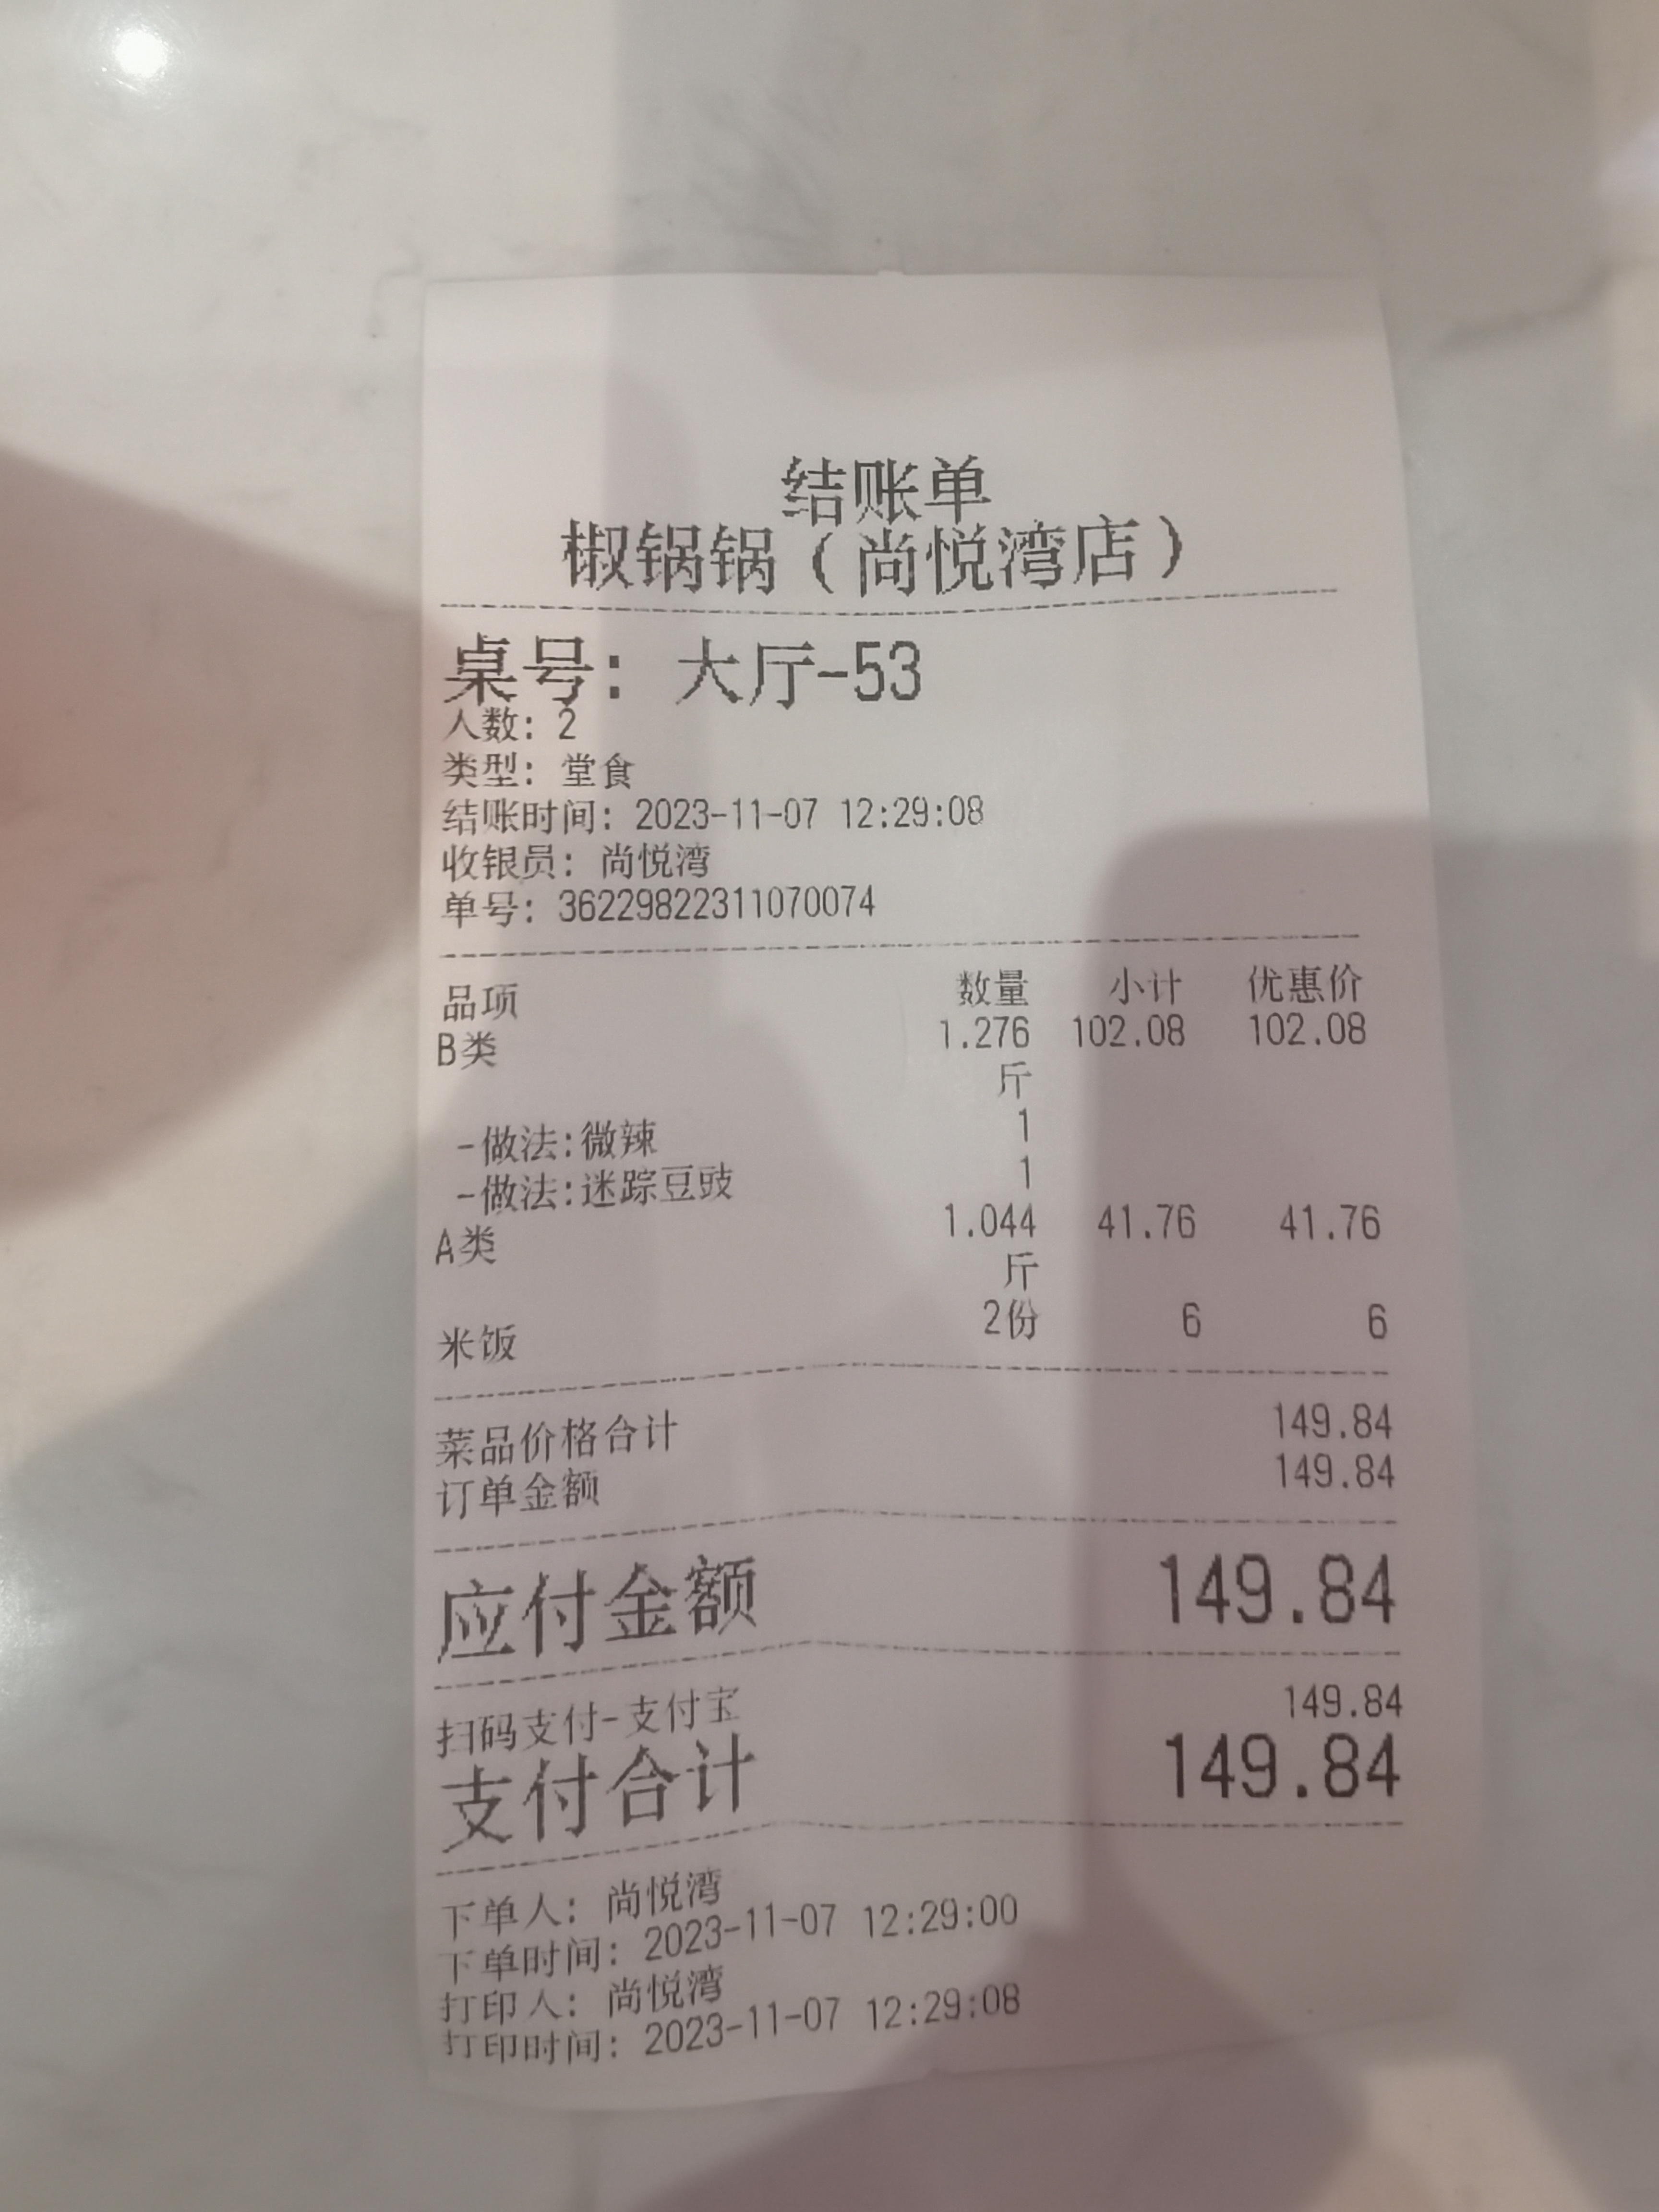 结账单
椒锅锅（尚悦湾店）
桌号: 大厅-53
人数: 2
类型: 堂食
结账时间: 2023-11-07 12:29:08
收银员: 尚悦湾
单号: 36229822311070074
品项 数量 小计 优惠价
B类 1.276 102.08 102.08
斤
-做法:微辣 1
-做法:迷踪豆豉 1
A类 1.044 41.76 41.76
斤
米饭 2份 6 6
菜品价格合计 149.84
订单金额 149.84
应付金额 149.84
扫码支付-支付宝 149.84
支付合计 149.84
下单人: 尚悦湾
下单时间: 2023-11-07 12:29:00
打印人: 尚悦湾
打印时间: 2023-11-07 12:29:08